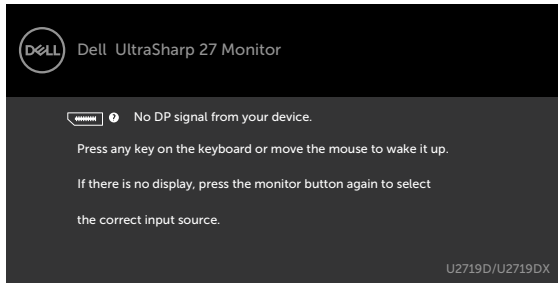 DELL
Dell UltraSharp 27 Monitor
? No DP signal from your device.
Press any key on the keyboard or move the mouse to wake it up.
If there is no display, press the monitor button again to select
the correct input source.
U2719D/U2719DX